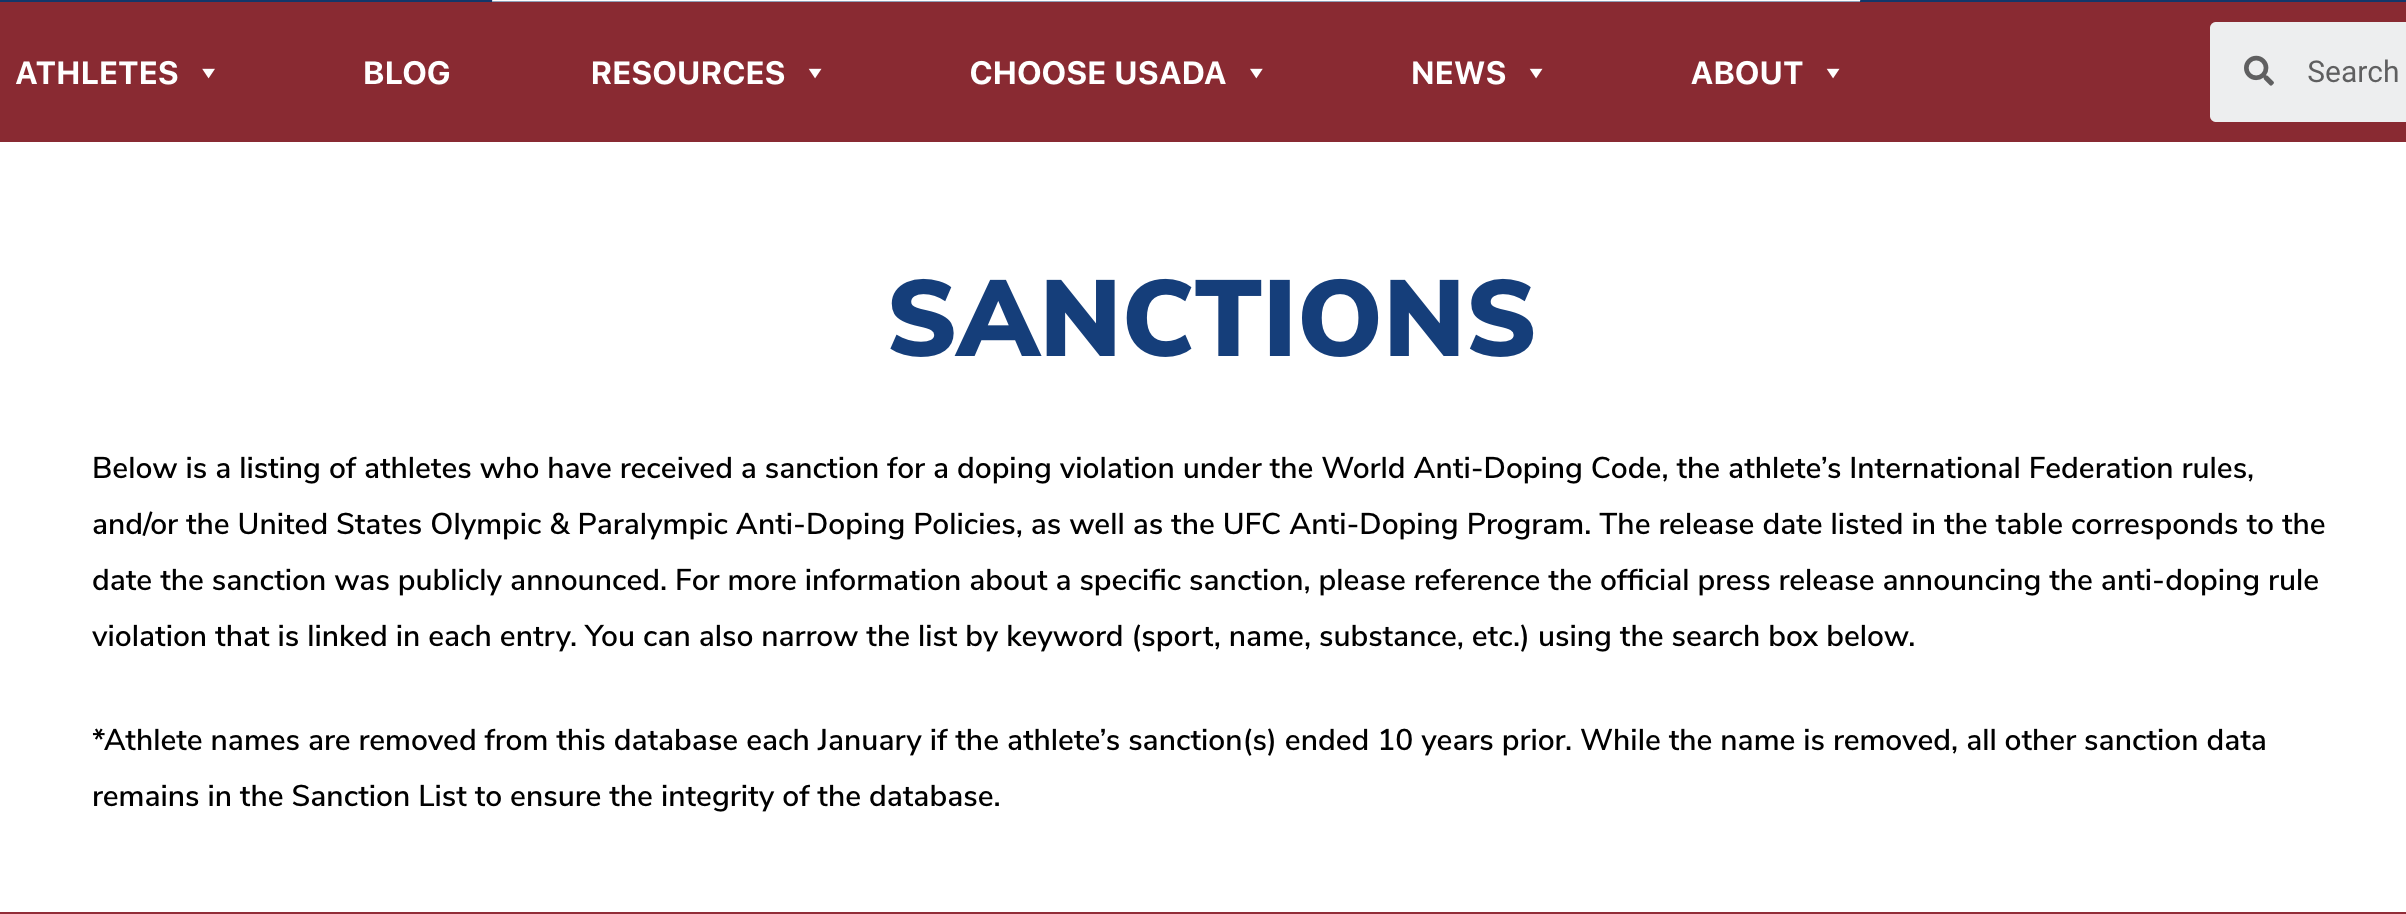 ATHLETES ▼ BLOG RESOURCES ▼ CHOOSE USADA ▼ NEWS ▼ ABOUT ▼ Search
SANCTIONS
Below is a listing of athletes who have received a sanction for a doping violation under the World Anti-Doping Code, the athlete’s International Federation rules,
and/or the United States Olympic & Paralympic Anti-Doping Policies, as well as the UFC Anti-Doping Program. The release date listed in the table corresponds to the
date the sanction was publicly announced. For more information about a specific sanction, please reference the official press release announcing the anti-doping rule
violation that is linked in each entry. You can also narrow the list by keyword (sport, name, substance, etc.) using the search box below.
*Athlete names are removed from this database each January if the athlete’s sanction(s) ended 10 years prior. While the name is removed, all other sanction data
remains in the Sanction List to ensure the integrity of the database.